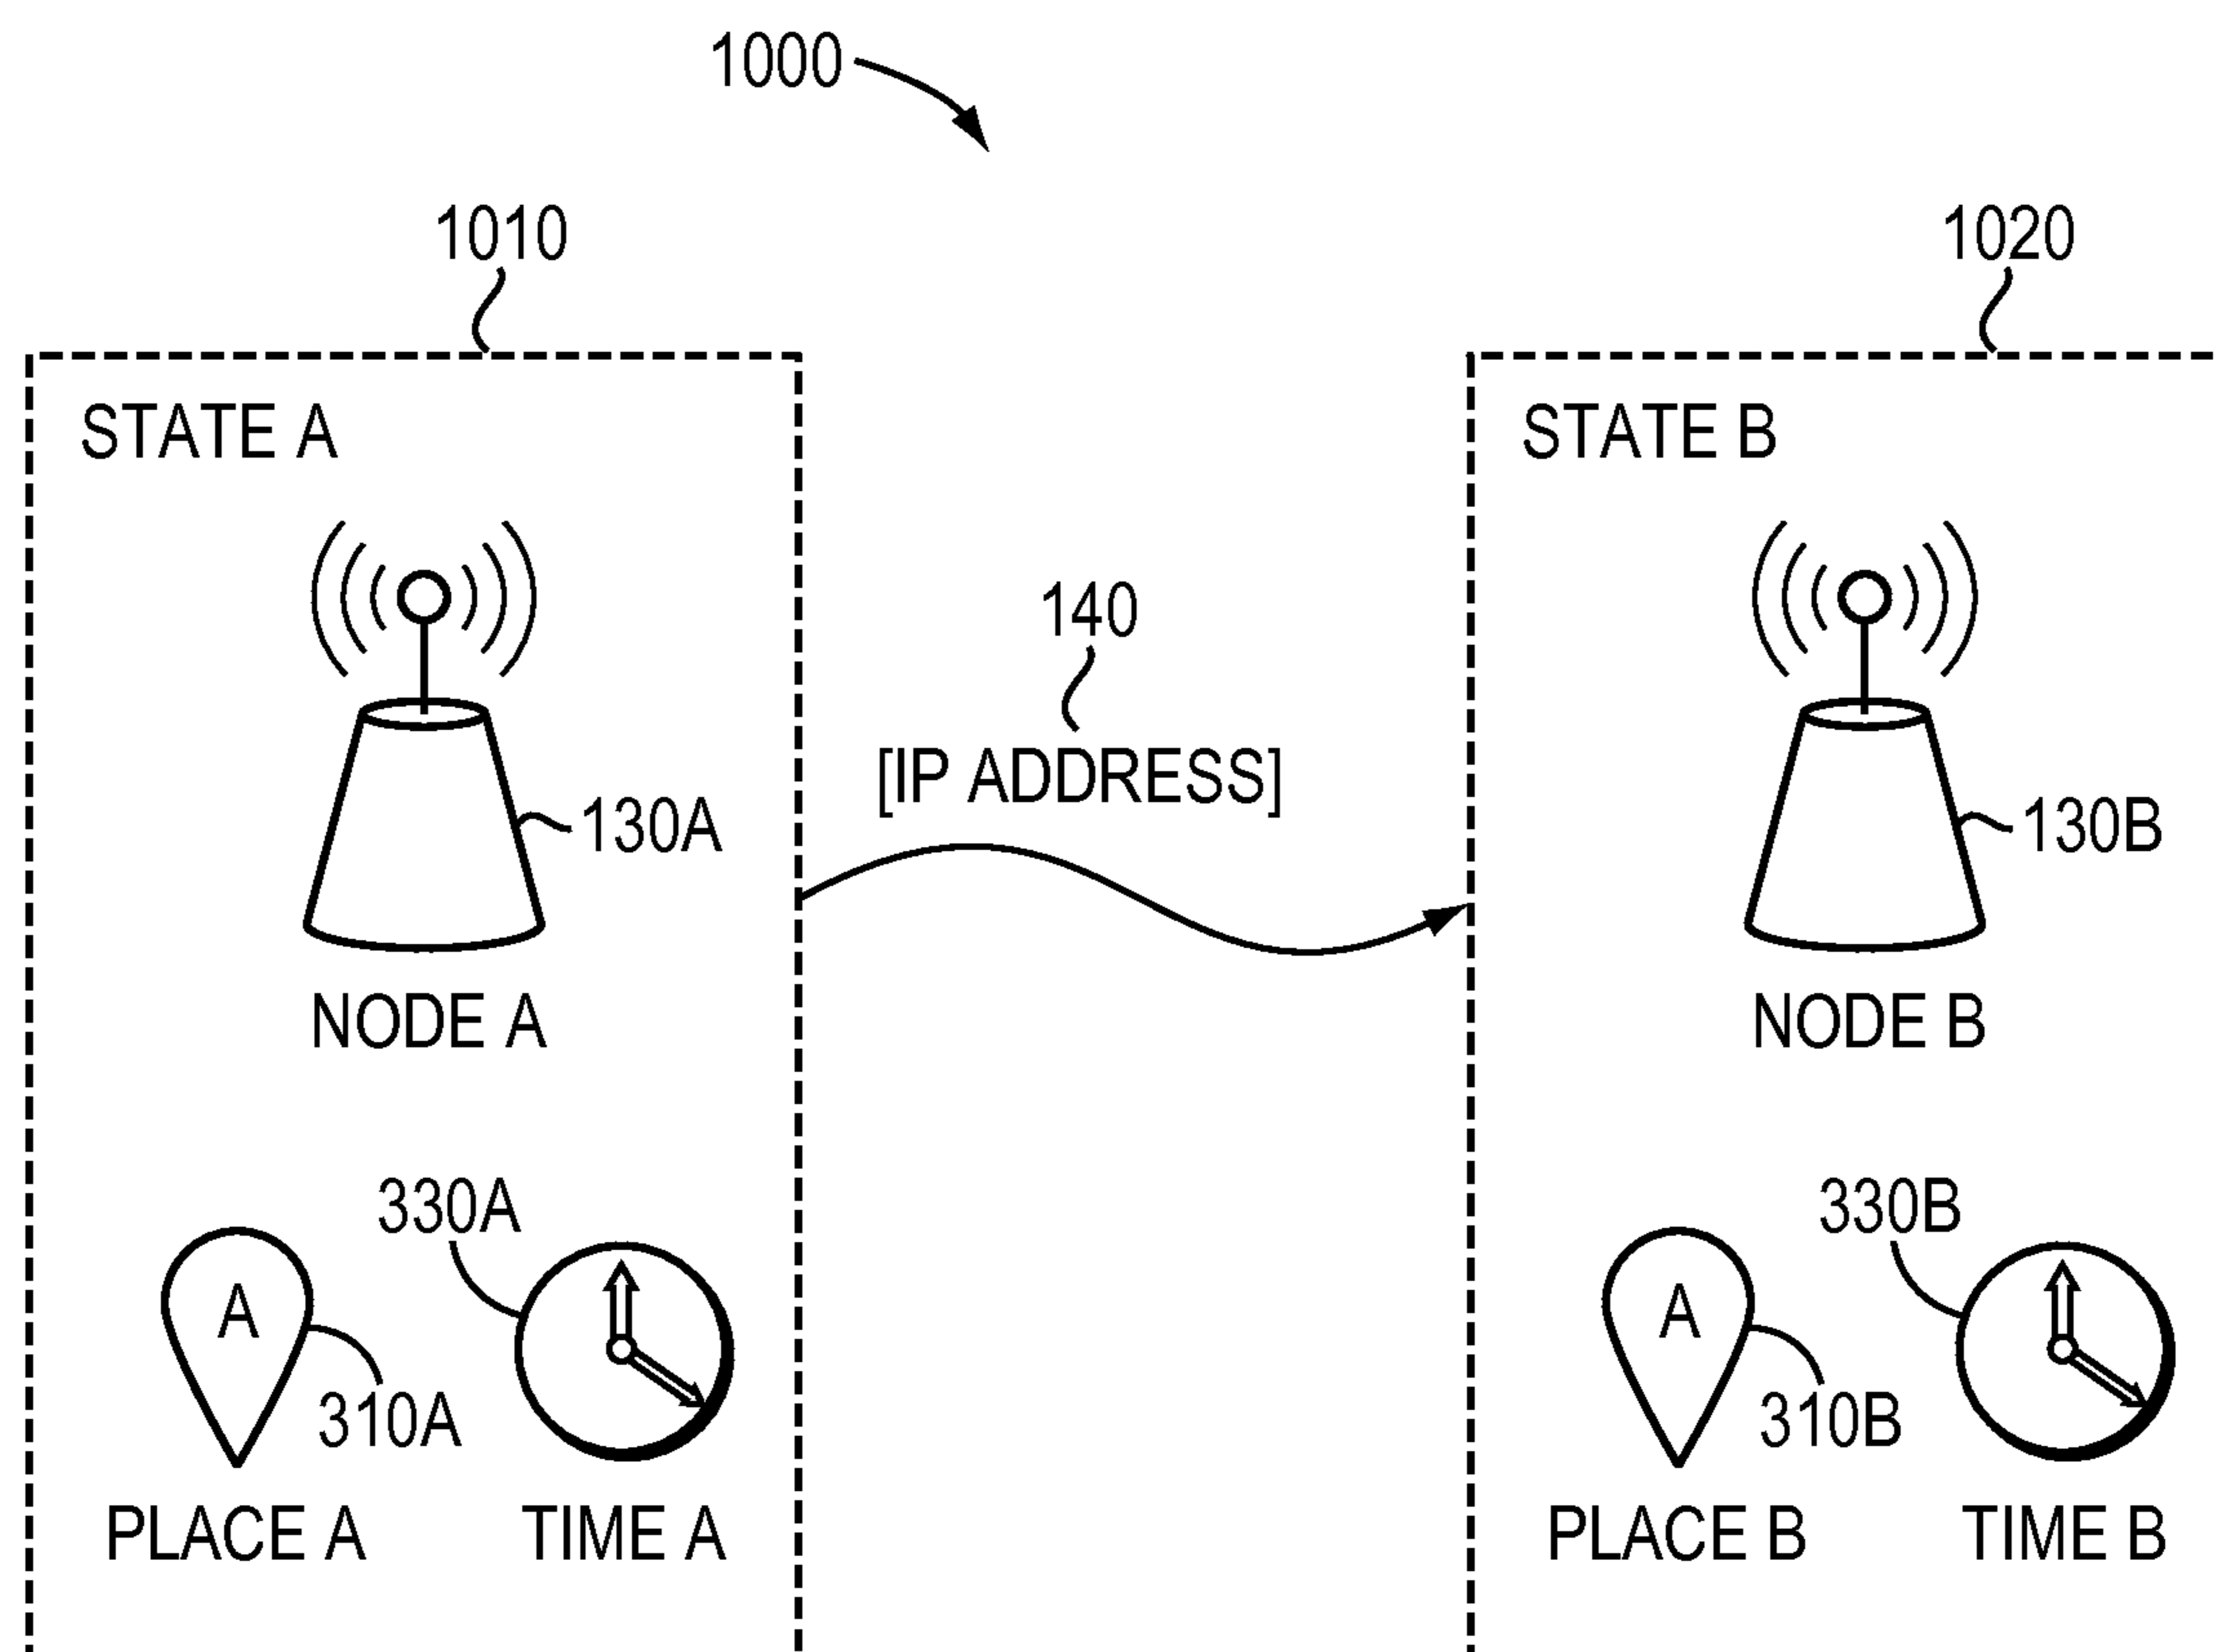 1000
1010
1020
STATE A
STATE B
140
[IP ADDRESS]
130A
130B
NODE A
NODE B
330A
330B
A
A
310A
310B
PLACE A
TIME A
PLACE B
TIME B